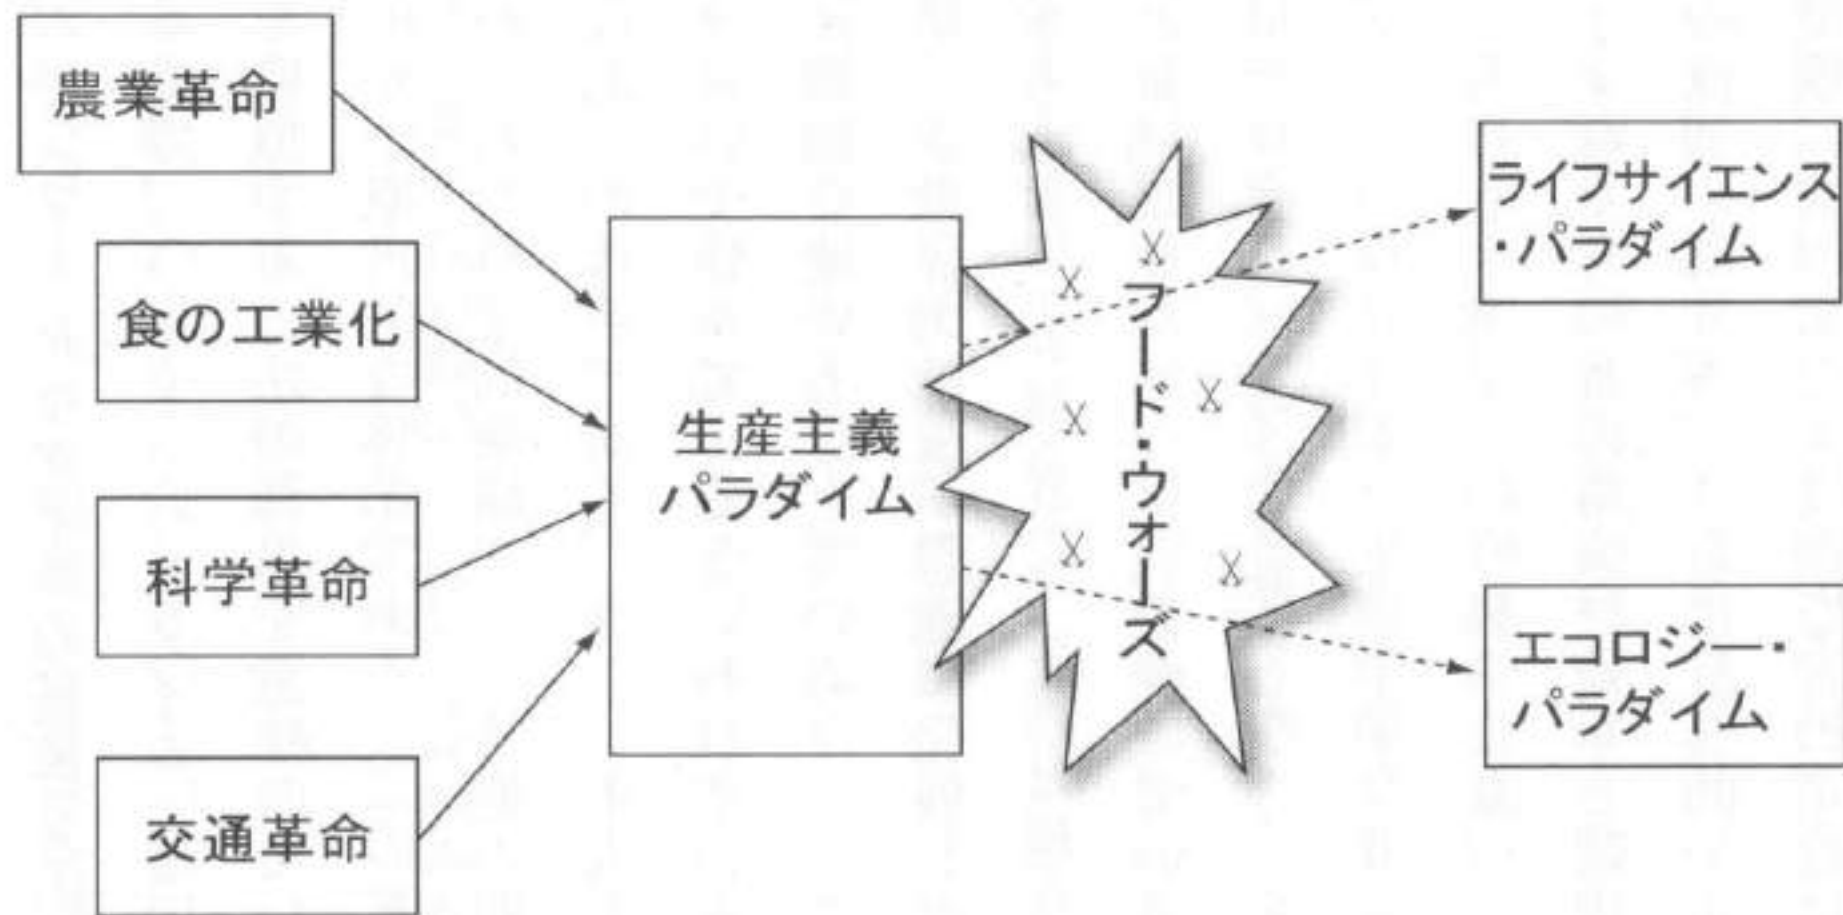 農業革命
食の工業化
科学革命
交通革命
生産主義
パラダイム
フード・ウォーズ
ライフサイエンス
・パラダイム
エコロジー・
パラダイム